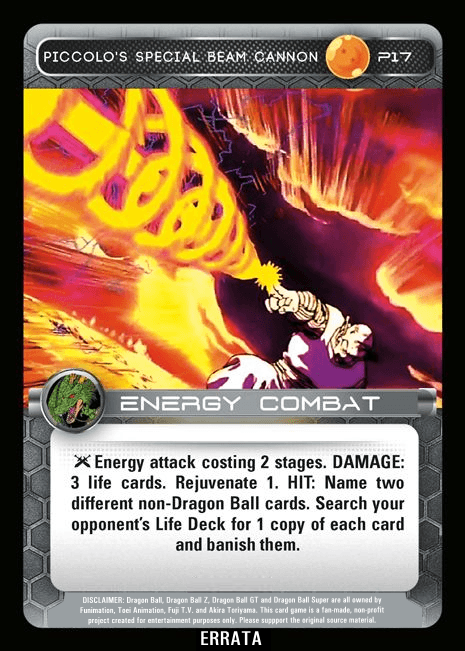 PICCOLO'S SPECIAL BEAM CANNON P17
ENERGY COMBAT
Energy attack costing 2 stages. DAMAGE:
3 life cards. Rejuvenate 1. HIT: Name two
different non-Dragon Ball cards. Search your
opponent's Life Deck for 1 copy of each card
and banish them.
DISCLAIMER: Dragon Ball, Dragon Ball Z, Dragon Ball GT and Dragon Ball Super are all owned by
Funimation, Toei Animation, Fuji T.V. and Akira Toriyama. This card game is a fan-made, non-profit
project created for entertainment purposes only. Please suppport the original source material.
ERRATA